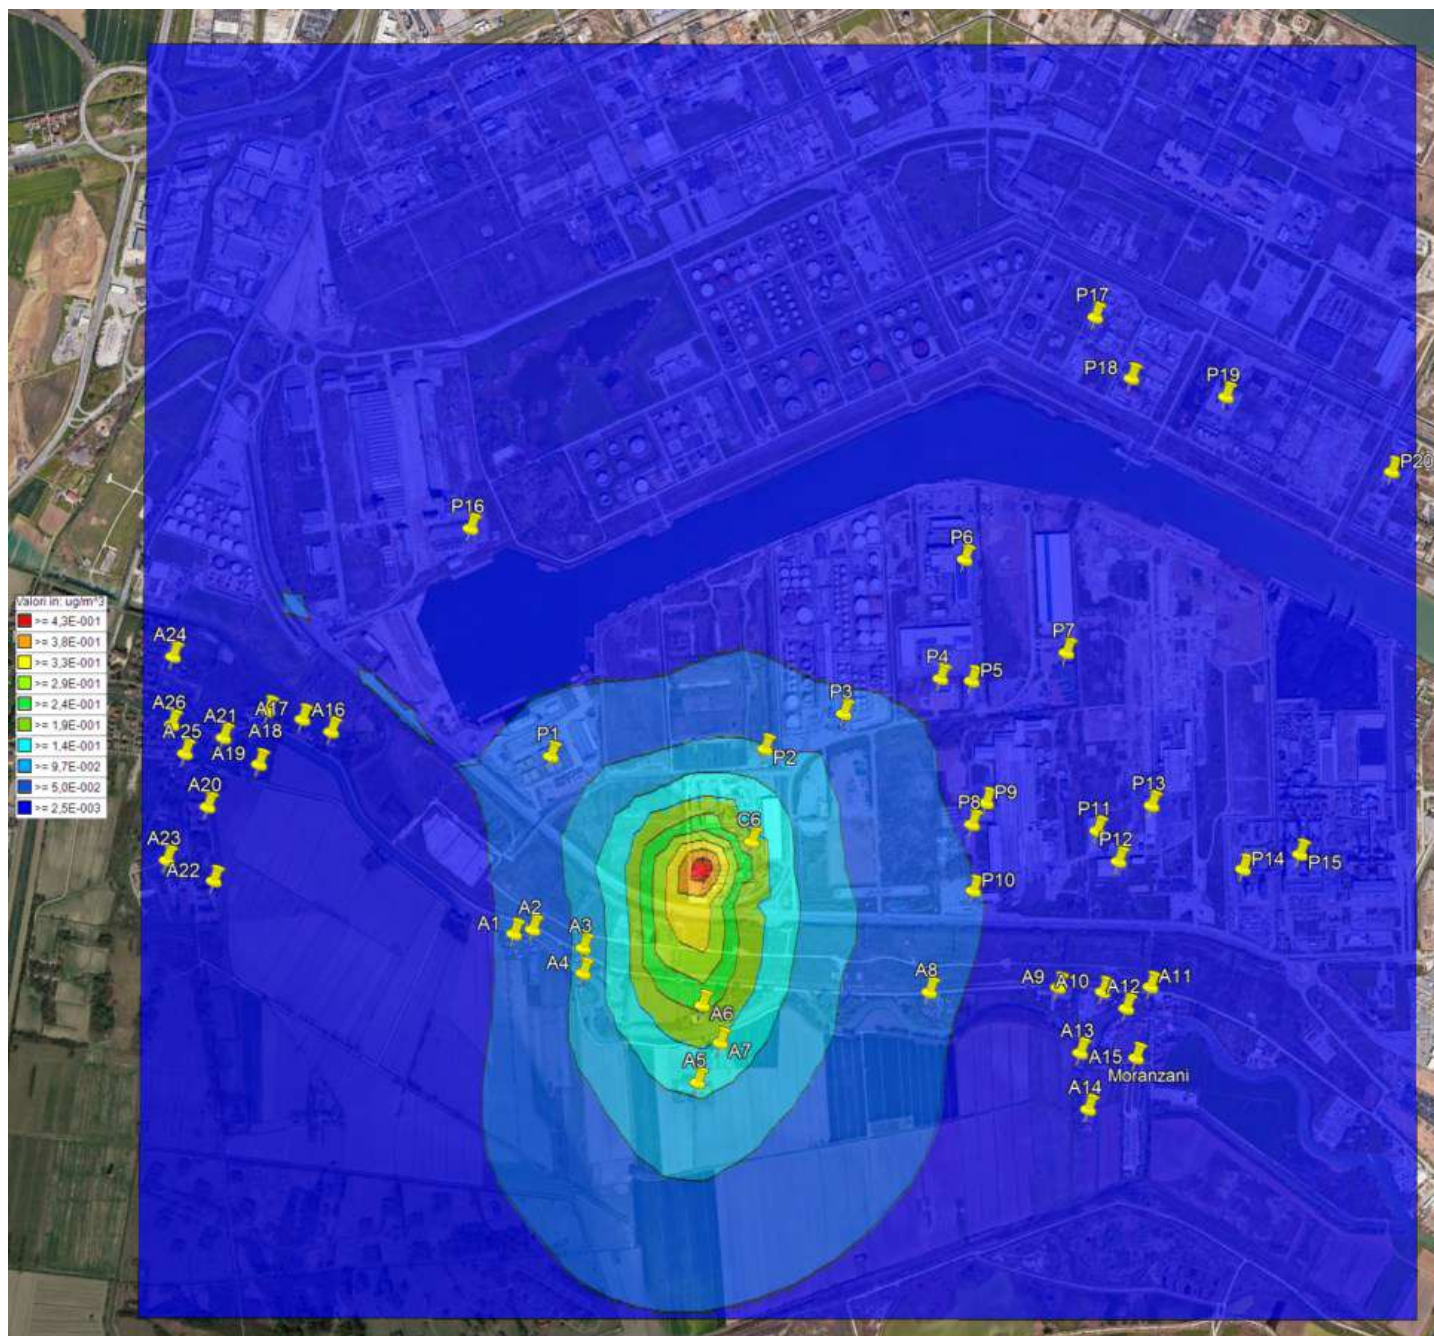 P17
P18
P19
P20
P16
P6
Valori in: ug/m^3
>= 4,3E-001
>= 3,8E-001
>= 3,3E-001
>= 2,9E-001
>= 2,4E-001
>= 1,9E-001
>= 1,4E-001
>= 9,7E-002
>= 5,0E-002
>= 2,5E-003
A24
P7
P4
P5
A26
A17
A16
P3
A21
A25
A18
A19
P1
P2
A20
P13
P9
P8
C6
P11
P12
A23
A22
P14
P15
P10
A1
A2
A3
A4
A8
A9
A10
A11
A12
A6
A7
A5
A13
A15
Moranzani
A14